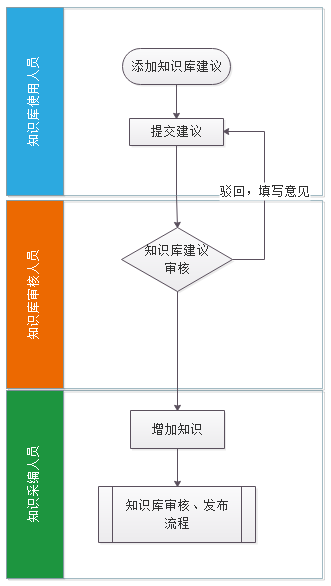 知识库使用人员
添加知识库建议
提交建议
驳回，填写意见
知识库审核人员
知识库建议
审核
知识采编人员
增加知识
知识库审核、发布
流程